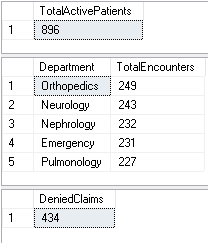 TotalActivePatients
1 896
Department TotalEncounters
1 Orthopedics 249
2 Neurology 243
3 Nephrology 232
4 Emergency 231
5 Pulmonology 227
DeniedClaims
1 434